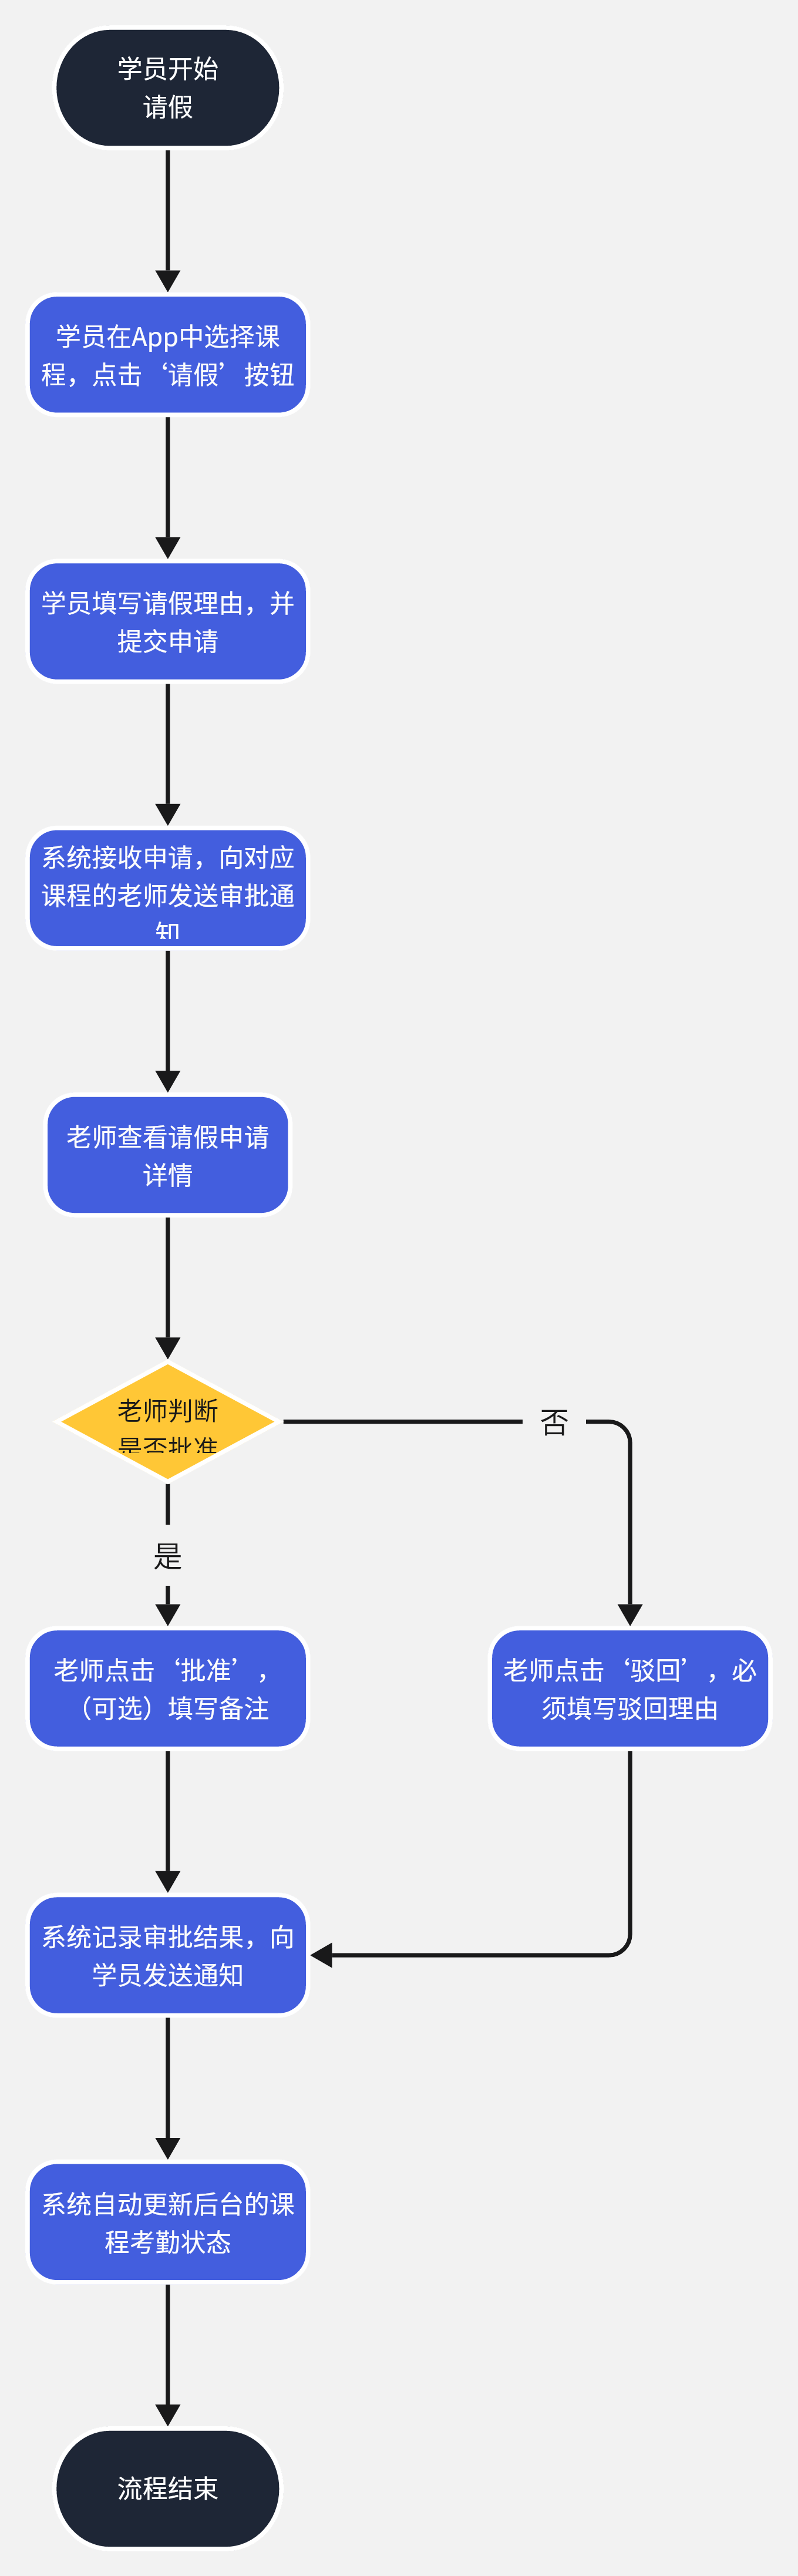 学员开始
请假
学员在App中选择课
程，点击‘请假’按钮
学员填写请假理由，并
提交申请
系统接收申请，向对应
课程的老师发送审批通
知
老师查看请假申请
详情
老师判断
是否批准
否
是
老师点击‘批准’，
（可选）填写备注
老师点击‘驳回’，必
须填写驳回理由
系统记录审批结果，向
学员发送通知
系统自动更新后台的课
程考勤状态
流程结束